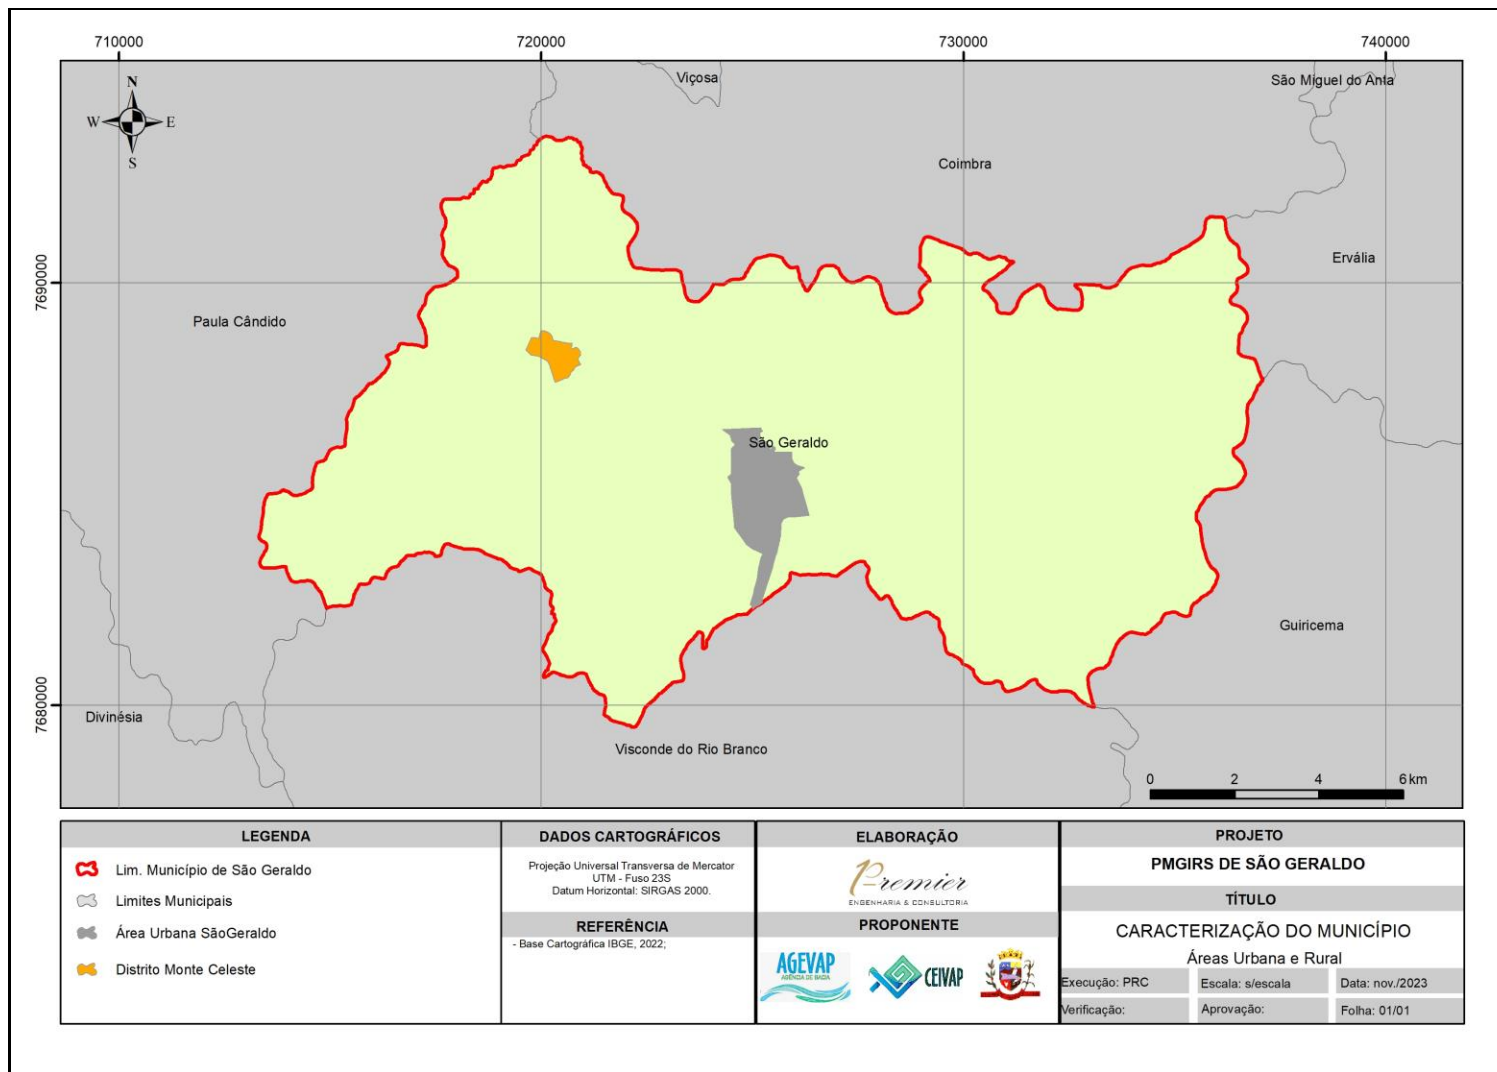 710000
720000
730000
740000
N
W
E
S
Viçosa
São Miguel do Anta
Coimbra
Ervália
7690000
Paula Cândido
São Geraldo
Guiricema
7680000
Divinésia
Visconde do Rio Branco
0 2 4 6 km
LEGENDA
Lim. Município de São Geraldo
Limites Municipais
Área Urbana SãoGeraldo
Distrito Monte Celeste
DADOS CARTOGRÁFICOS
Projeção Universal Transversa de Mercator
UTM - Fuso 23S
Datum Horizontal: SIRGAS 2000.
REFERÊNCIA
- Base Cartográfica IBGE, 2022;
ELABORAÇÃO
Premier
ENGENHARIA & CONSULTORIA
PROPONENTE
AGEVAP
AGÊNCIA DE BACIA
CEIVAP
PROJETO
PMGIRS DE SÃO GERALDO
TÍTULO
CARACTERIZAÇÃO DO MUNICÍPIO
Áreas Urbana e Rural
Execução: PRC
Escala: s/escala
Data: nov./2023
Verificação:
Aprovação:
Folha: 01/01